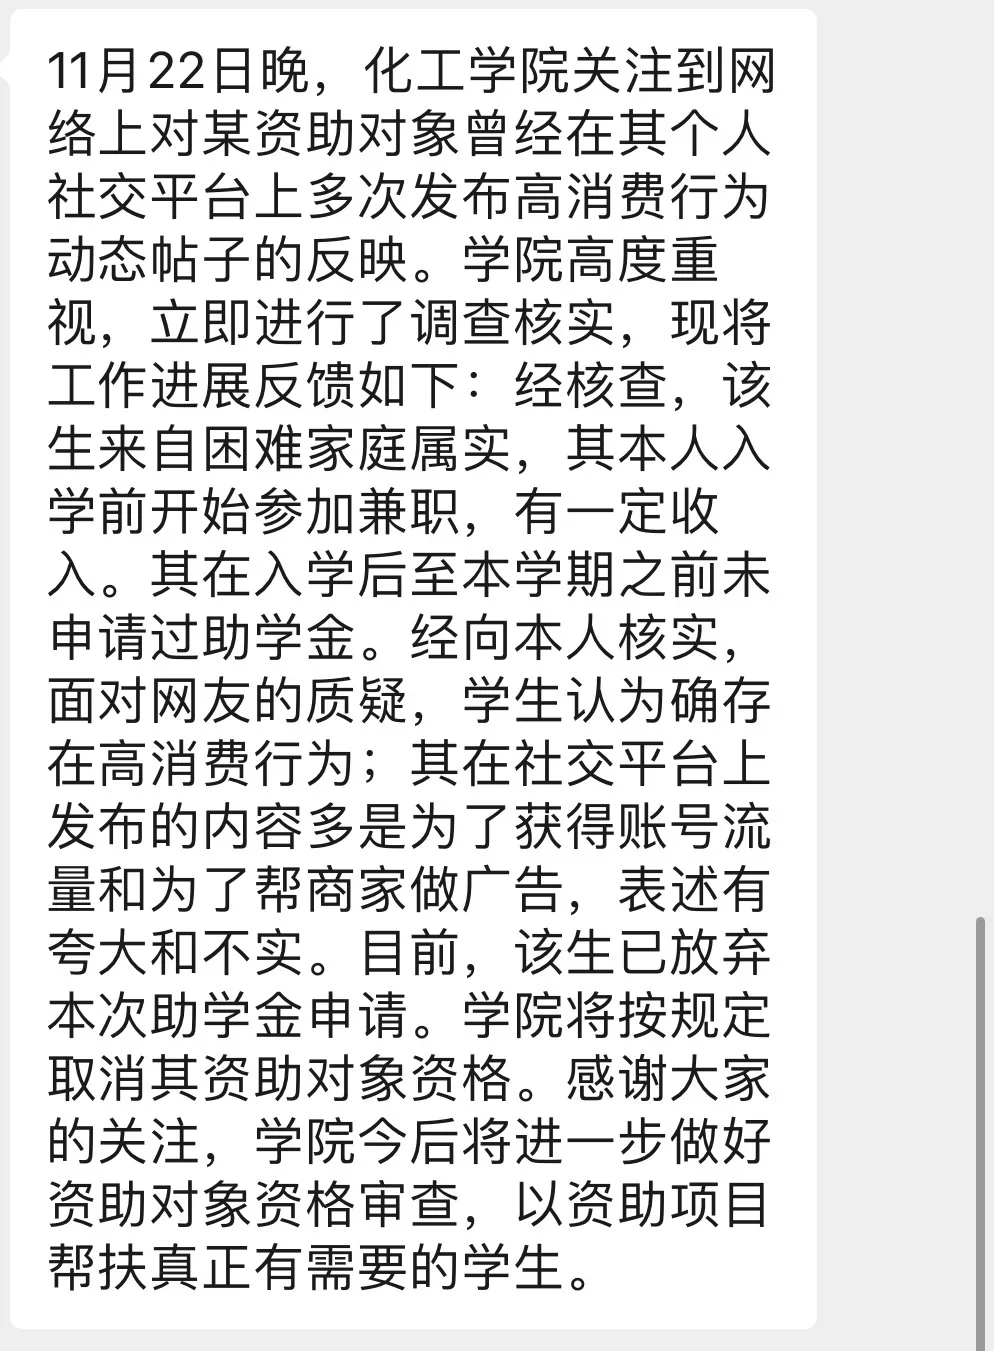 11月22日晚，化工学院关注到网
络上对某资助对象曾经在其个人
社交平台上多次发布高消费行为
动态帖子的反映。学院高度重
视，立即进行了调查核实，现将
工作进展反馈如下：经核查，该
生来自困难家庭属实，其本人入
学前开始参加兼职，有一定收
入。其在入学后至本学期之前未
申请过助学金。经向本人核实，
面对网友的质疑，学生认为确存
在高消费行为；其在社交平台上
发布的内容多是为了获得账号流
量和为了帮商家做广告，表述有
夸大和不实。目前，该生已放弃
本次助学金申请。学院将按规定
取消其资助对象资格。感谢大家
的关注，学院今后将进一步做好
资助对象资格审查，以资助项目
帮扶真正有需要的学生。